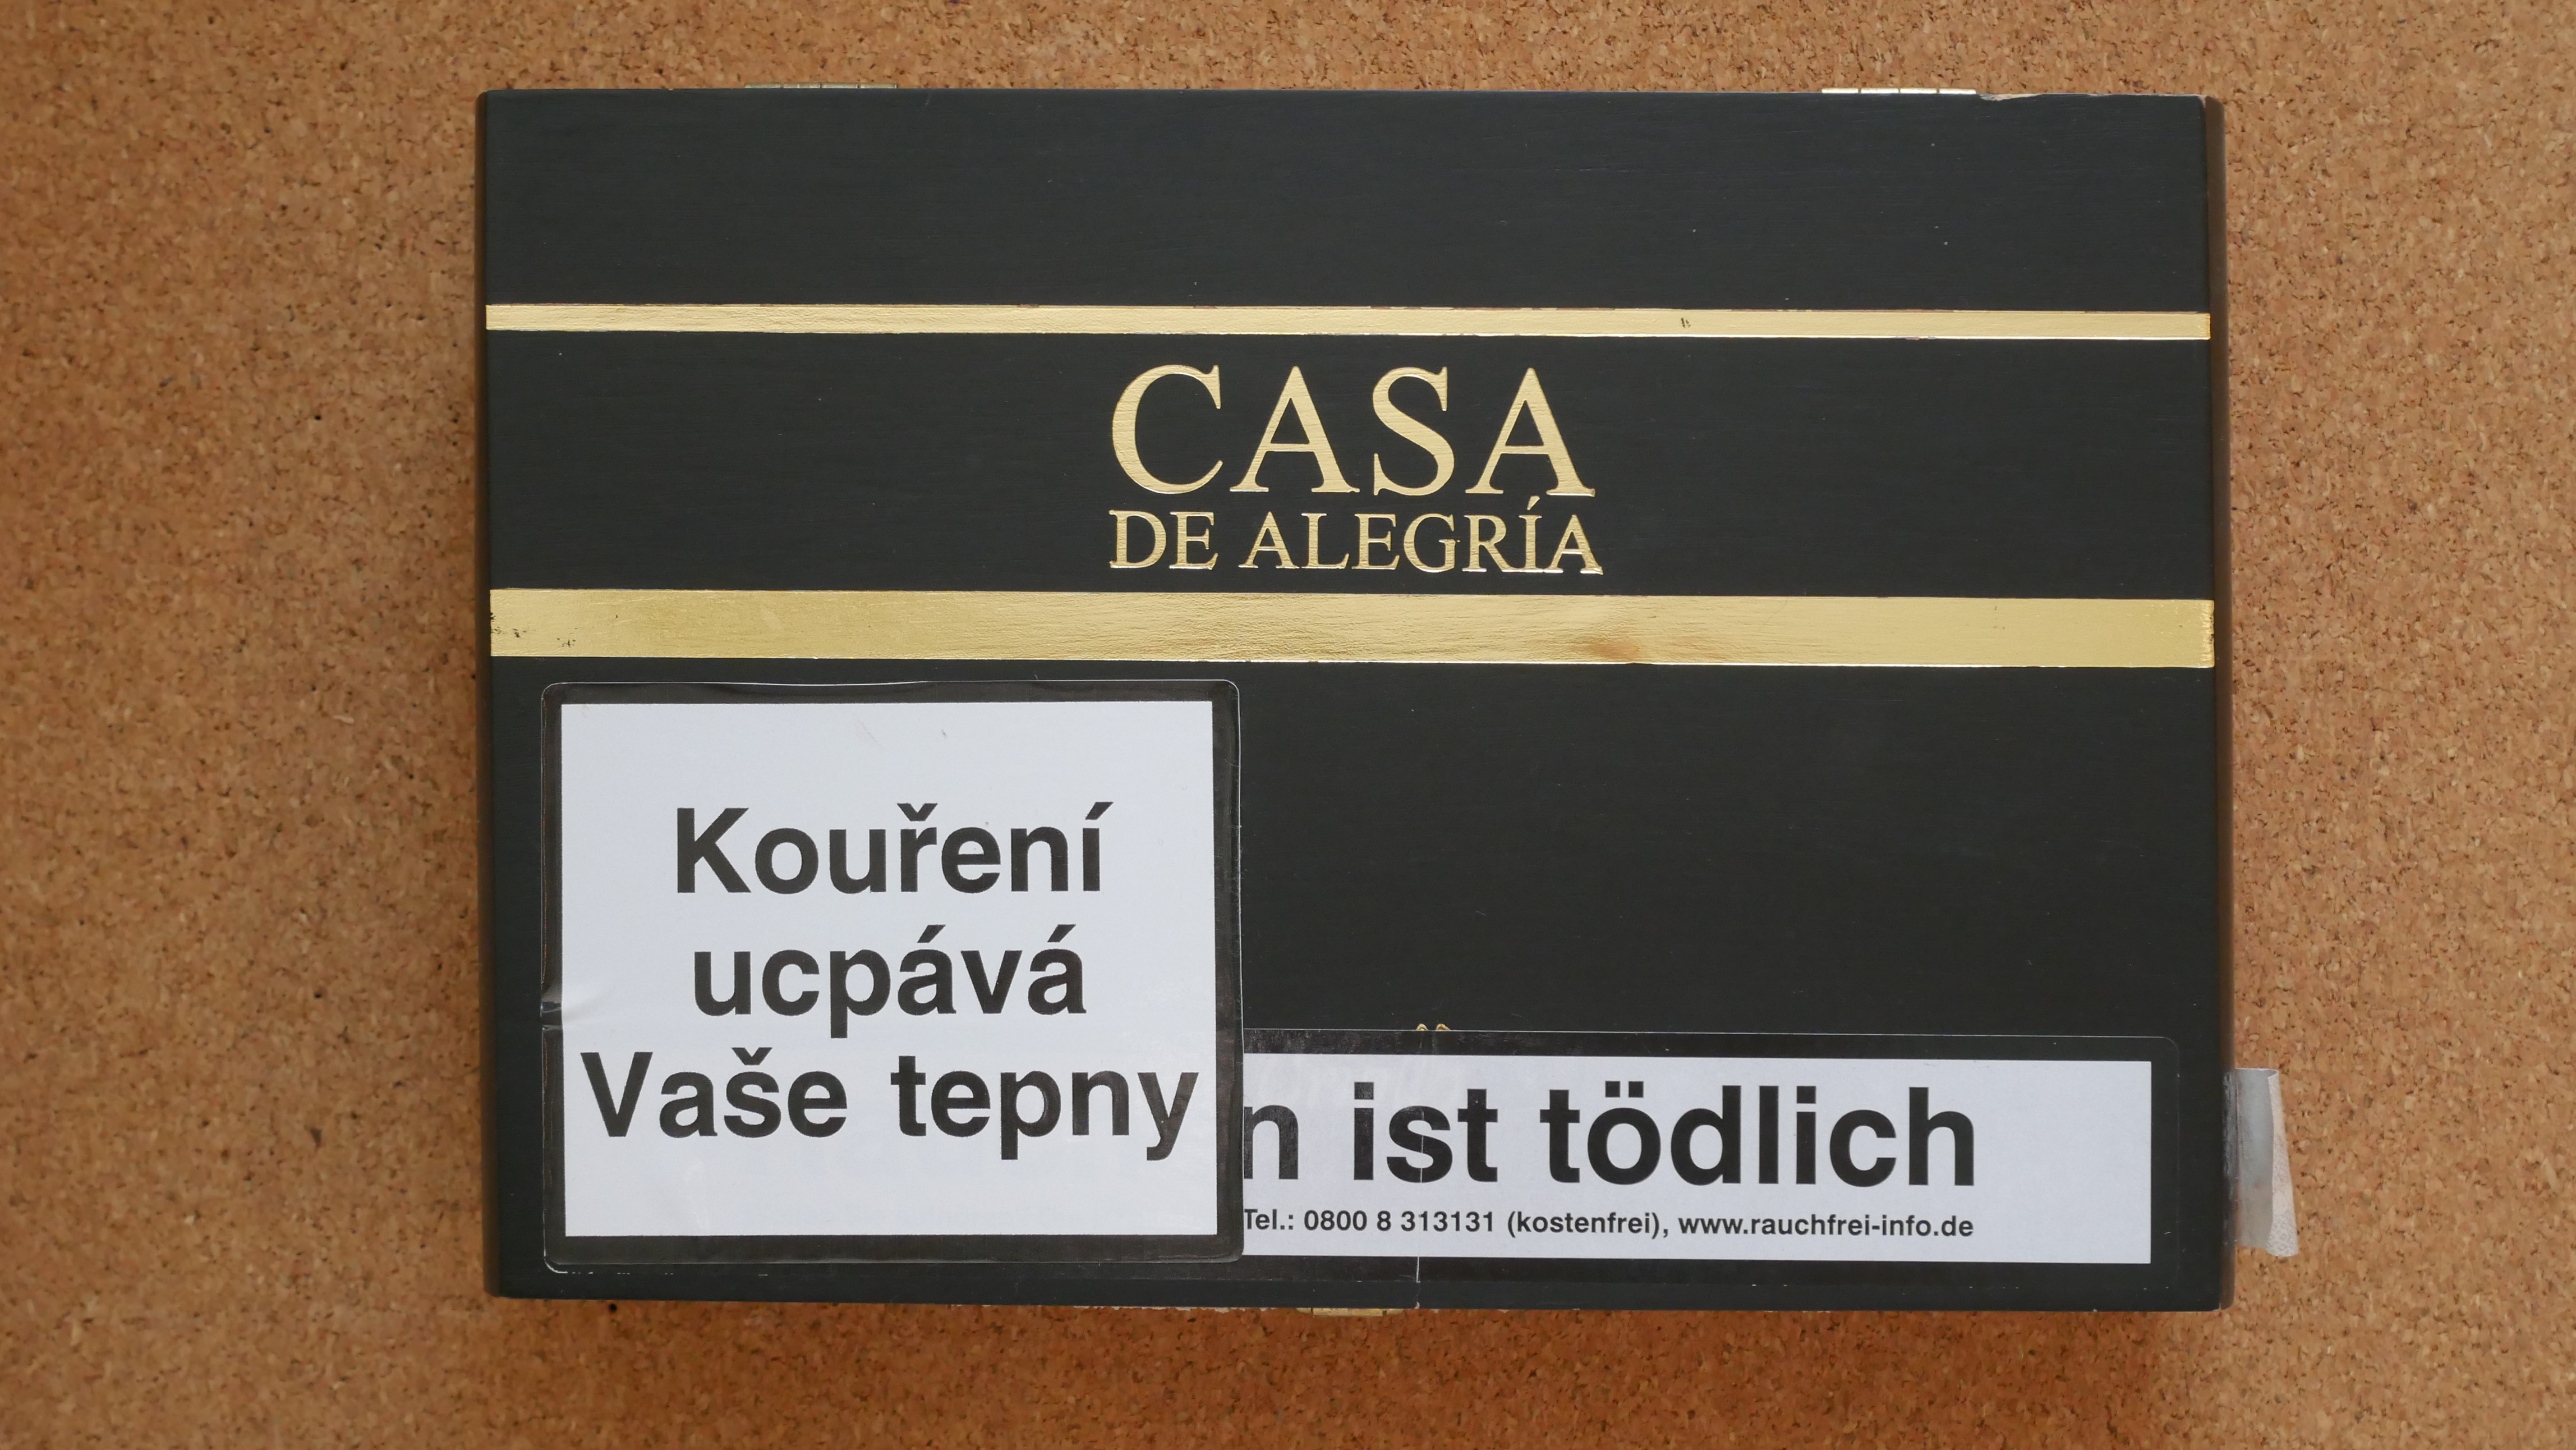 CASA
DE ALEGRÍA
Kouření
ucpává
Vaše tepny
n ist tödlich
Tel.: 0800 8 313131 (kostenfrei), www.rauchfrei-info.de